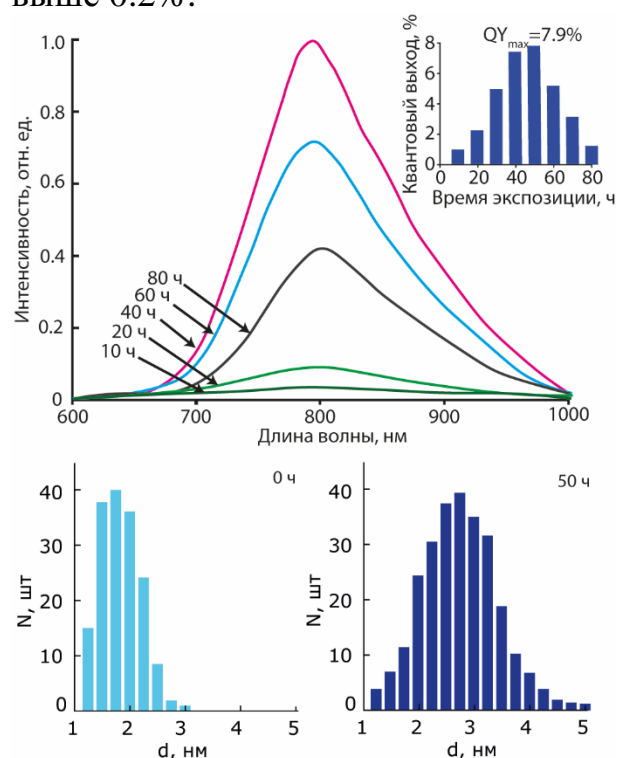 выше 6.2%?
QYmax=7.9%
Квантовый выход, %
8
6
4
2
0
0 20 40 60 80
Время экспозиции, ч
Интенсивность, отн. ед.
1.0
0.8
0.6
0.4
0.2
0
80 ч
60 ч
40 ч
20 ч
10 ч
600 700 800 900 1000
Длина волны, нм
0 ч
N, шт
40
30
20
10
0
1 2 3 4 5
d, нм
50 ч
N, шт
40
30
20
10
0
1 2 3 4 5
d, нм